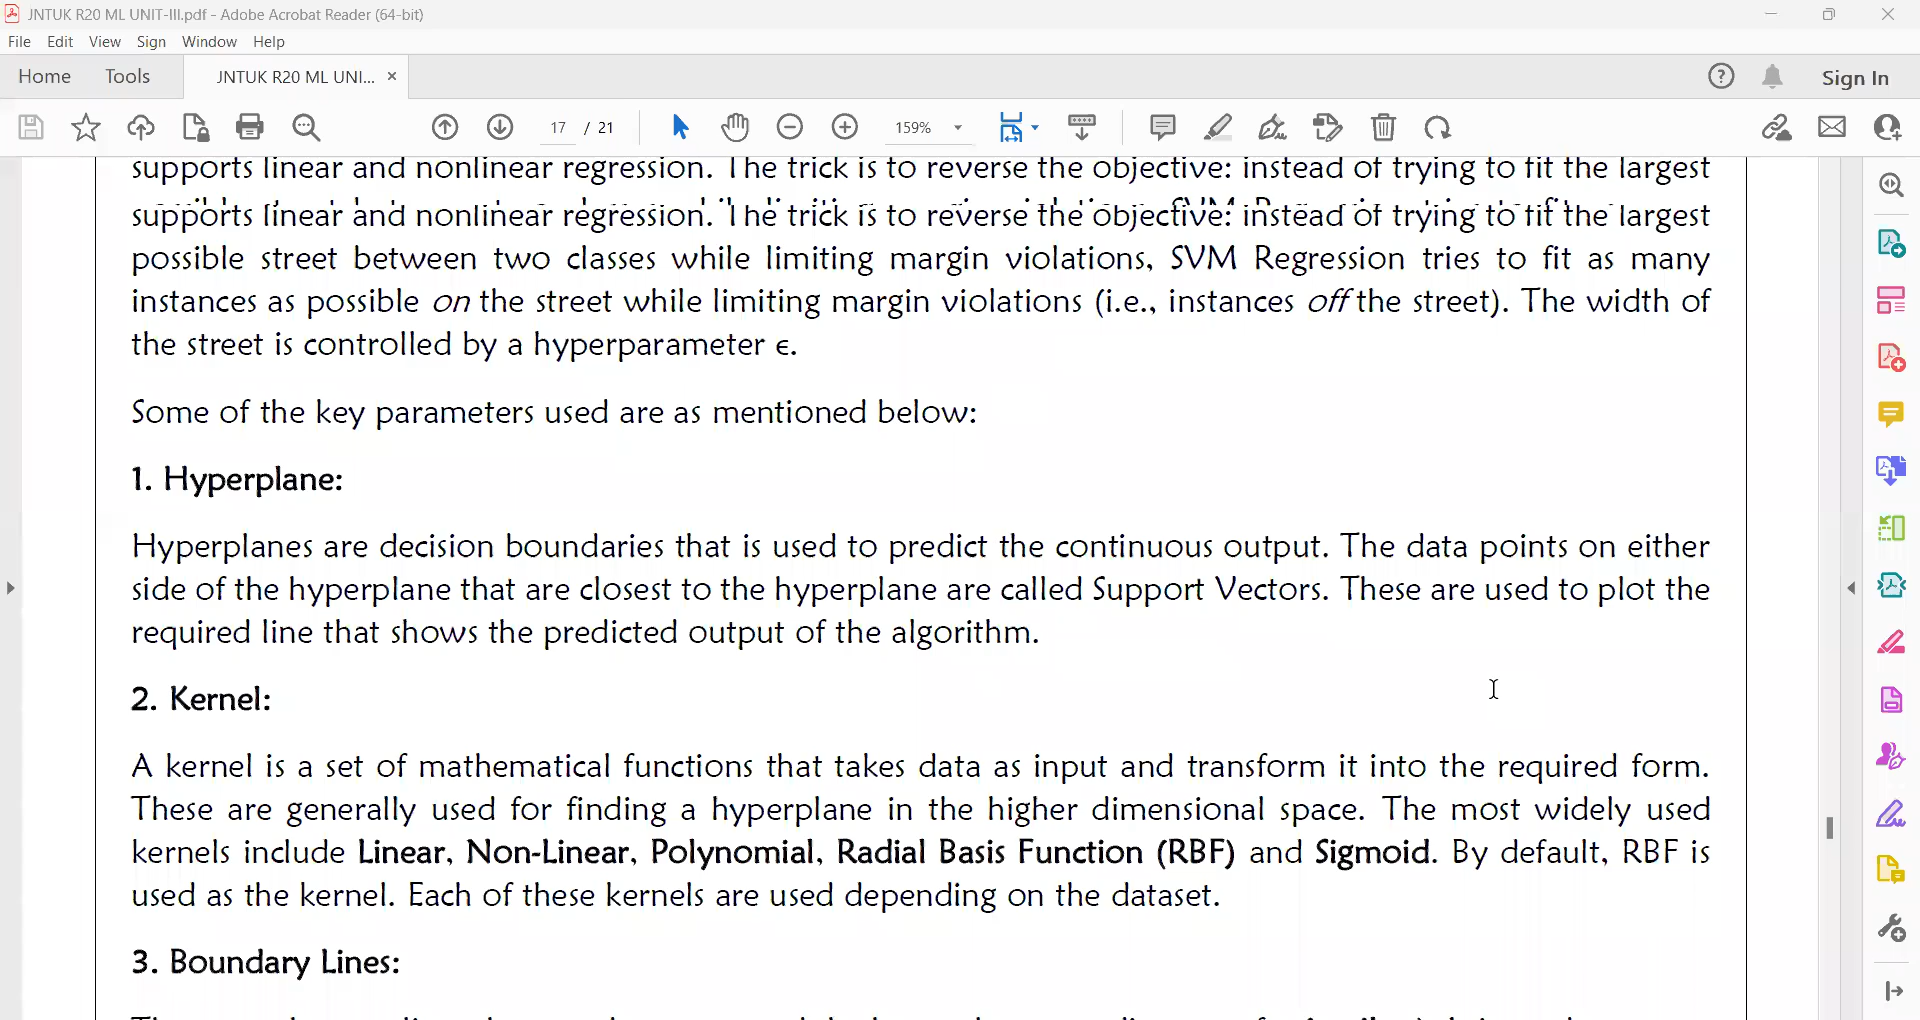 JNTUK R20 ML UNIT-III.pdf - Adobe Acrobat Reader (64-bit)
File Edit View Sign Window Help
Home Tools JNTUK R20 ML UNI... × Sign In
17 / 21 159%
supports linear and nonlinear regression. The trick is to reverse the objective: instead of trying to fit the largest
supports linear and nonlinear regression. The trick is to reverse the objective: instead of trying to fit the largest
possible street between two classes while limiting margin violations, SVM Regression tries to fit as many
instances as possible on the street while limiting margin violations (i.e., instances off the street). The width of
the street is controlled by a hyperparameter ϵ.
Some of the key parameters used are as mentioned below:
1. Hyperplane:
Hyperplanes are decision boundaries that is used to predict the continuous output. The data points on either
side of the hyperplane that are closest to the hyperplane are called Support Vectors. These are used to plot the
required line that shows the predicted output of the algorithm.
2. Kernel:
A kernel is a set of mathematical functions that takes data as input and transform it into the required form.
These are generally used for finding a hyperplane in the higher dimensional space. The most widely used
kernels include Linear, Non-Linear, Polynomial, Radial Basis Function (RBF) and Sigmoid. By default, RBF is
used as the kernel. Each of these kernels are used depending on the dataset.
3. Boundary Lines: